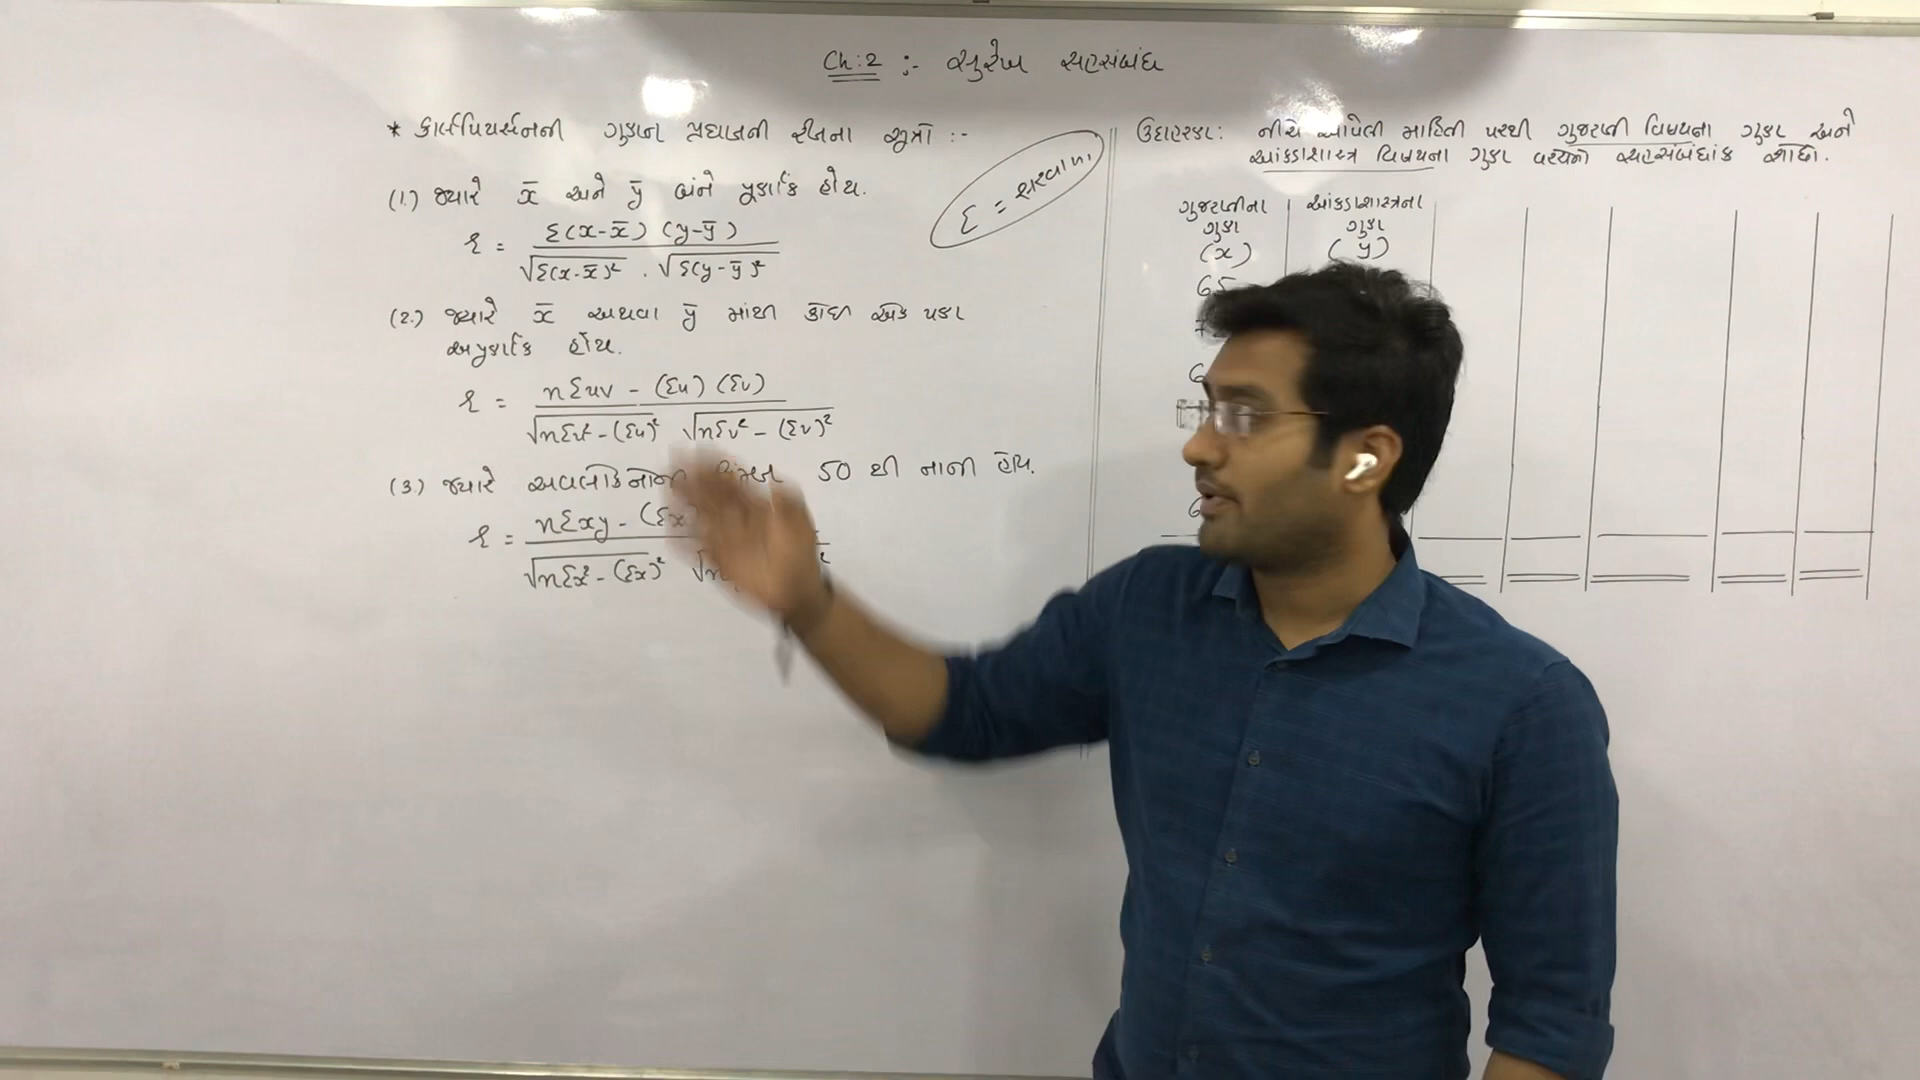 Ch:2 :- સુરેખ સહસંબંધ
* કાર્લપિયર્સનની ગુણન પ્રઘાતની રીતના સૂત્રો :-
Σ = સરવાળા
(1.) જ્યારે x̄ અને ȳ બંને પૂર્ણાંક હોય.
r = Σ(x-x̄) (y-ȳ) / √Σ(x-x̄)² . √Σ(y-ȳ)²
(2.) જ્યારે x̄ અથવા ȳ માંથી કોઇ એક પણ
અપૂર્ણાંક હોય.
r = nΣuv - (Σu) (Σv) / √nΣu² - (Σu)² √nΣv² - (Σv)²
(3.) જ્યારે અવલોકનોની 50 થી નાની હોય.
r = nΣxy - (Σx) / √nΣx² - (Σx)² √n
ઉદાહરણ: નીચે આપેલી માહિતી પરથી ગુજરાતી વિષયના ગુણ અને
આંકડાશાસ્ત્ર વિષયના ગુણ વચ્ચેનો સહસંબંધાંક શોધો.
ગુજરાતીના આંકડાશાસ્ત્રના
ગુણ ગુણ
(x) (y)